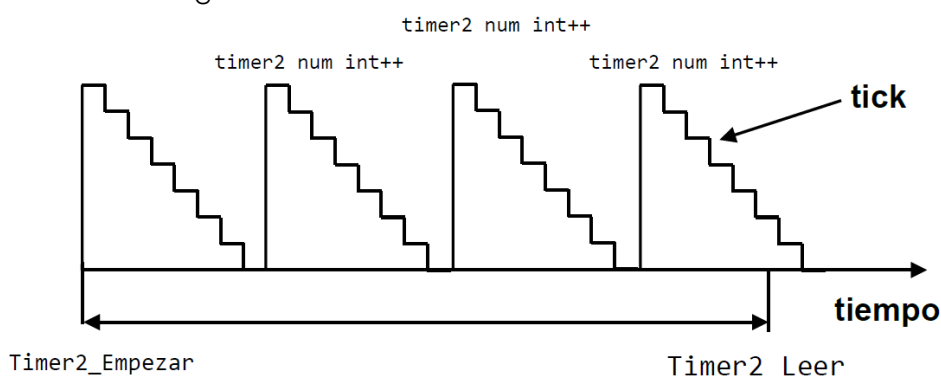 timer2 num int++
timer2 num int++
timer2 num int++
tick
tiempo
Timer2_Empezar
Timer2 Leer